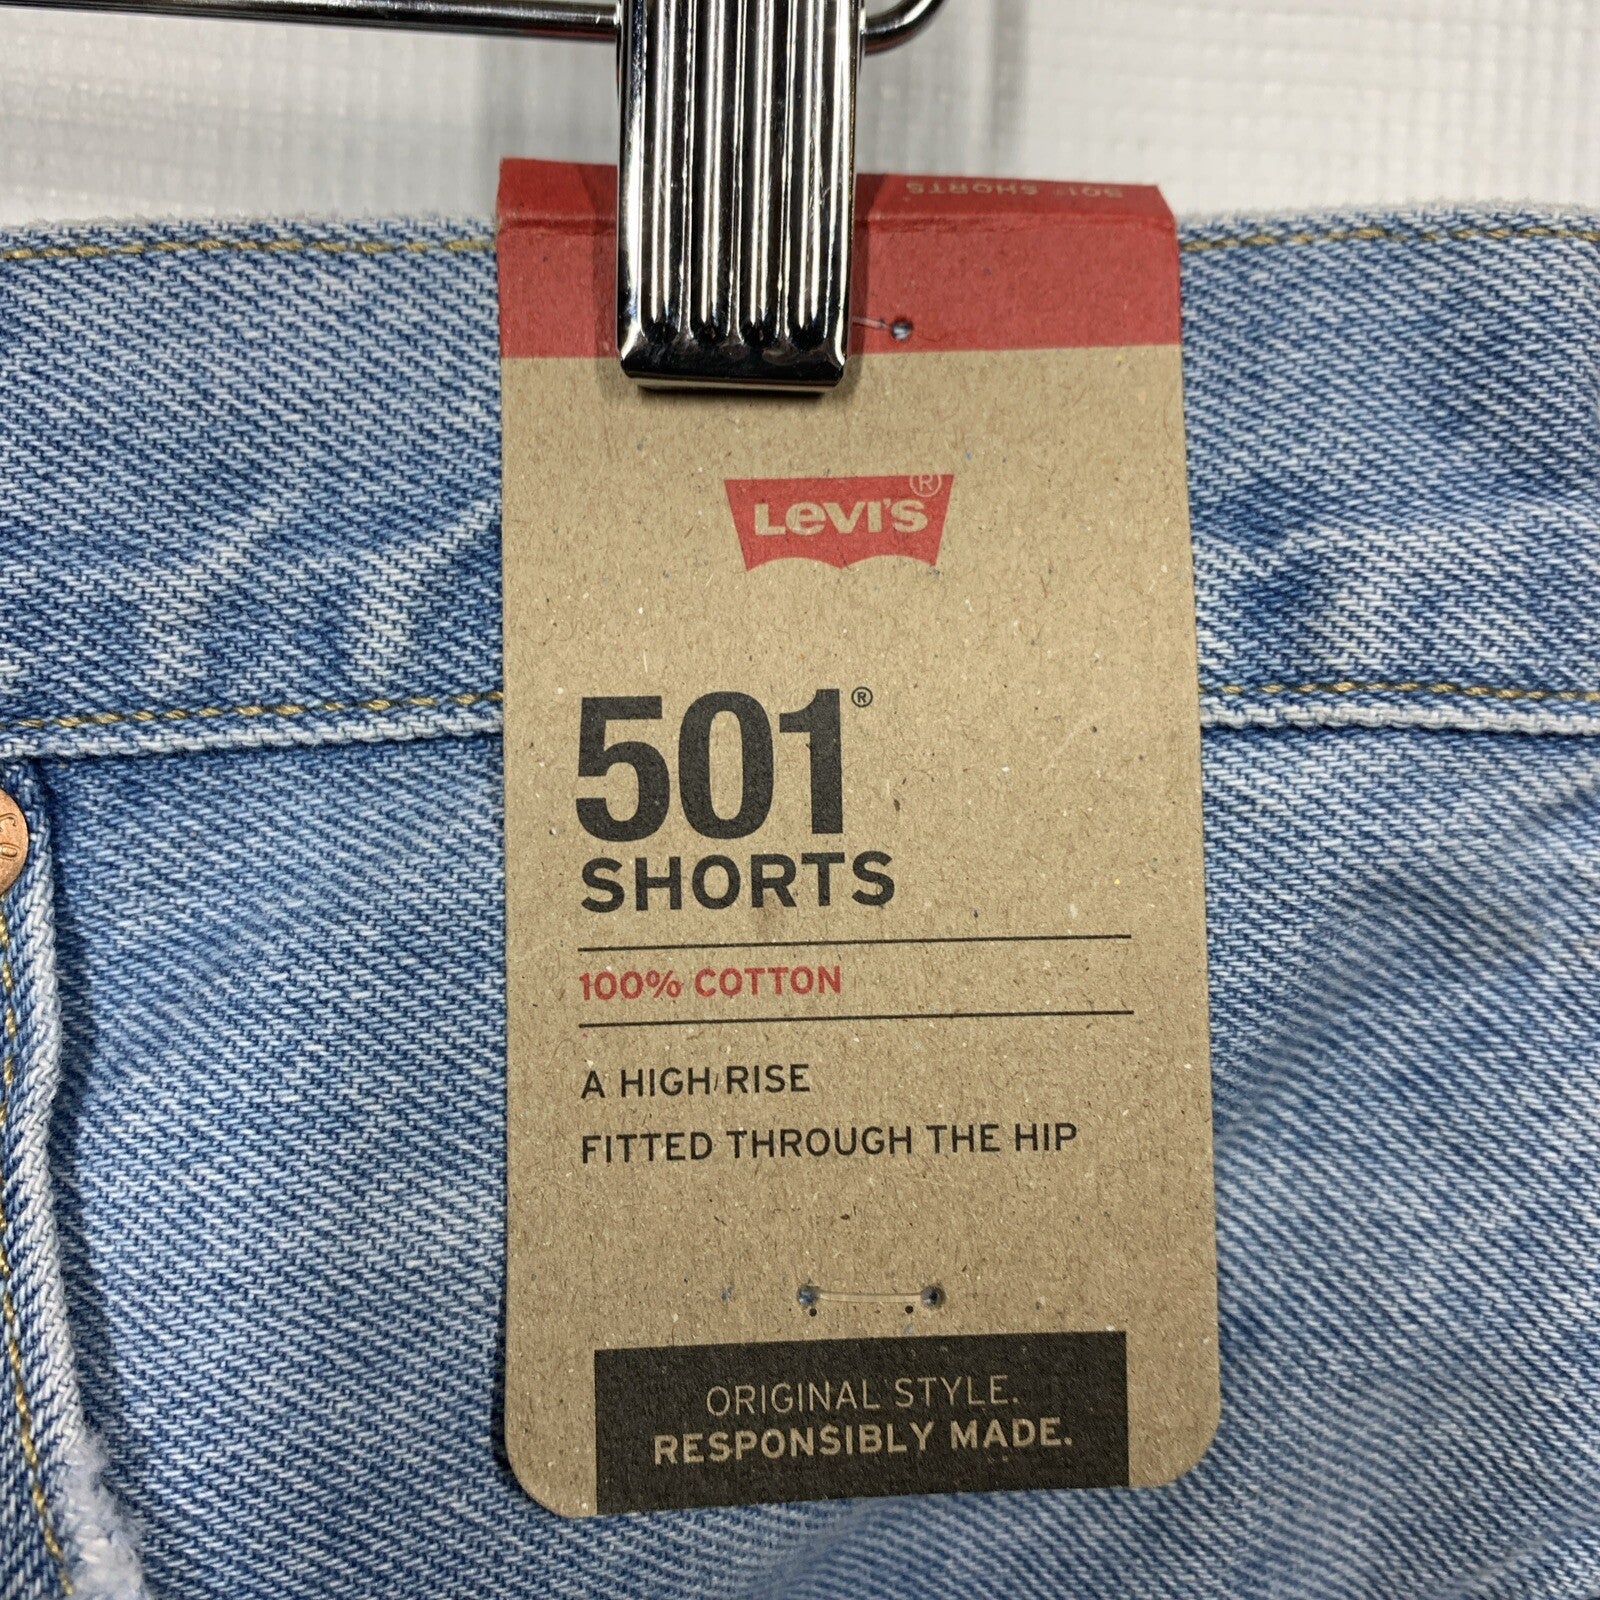 501® SHORTS
LEVI'S®
501®
SHORTS
100% COTTON
A HIGH RISE
FITTED THROUGH THE HIP
ORIGINAL STYLE.
RESPONSIBLY MADE.